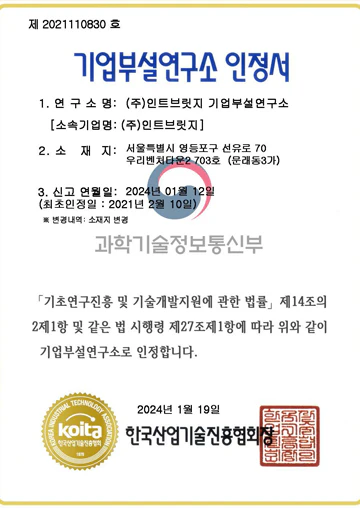 제 2021110830 호
기업부설연구소 인정서
1. 연 구 소 명: (주)인트브릿지 기업부설연구소
[소속기업명: (주)인트브릿지]
2. 소 재 지: 서울특별시 영등포구 선유로 70
우리벤처타운2 703호 (문래동3가)
3. 신고 연월일: 2024년 01월 12일
(최초인정일 : 2021년 2월 10일)
※ 변경내역: 소재지 변경
과학기술정보통신부
「기초연구진흥 및 기술개발지원에 관한 법률」 제14조의
2제1항 및 같은 법 시행령 제27조제1항에 따라 위와 같이
기업부설연구소로 인정합니다.
2024년 1월 19일
한국산업기술진흥협회장
KOREA INDUSTRIAL TECHNOLOGY ASSOCIATION
koita
한국산업기술진흥협회
1979